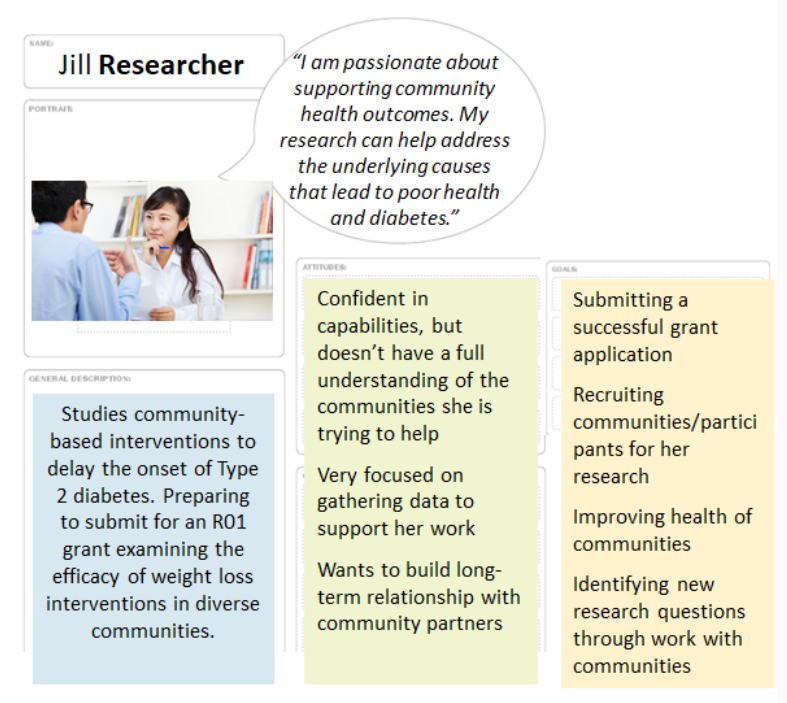 NAME:
Jill Researcher
"I am passionate about
supporting community
health outcomes. My
research can help address
the underlying causes
that lead to poor health
and diabetes."
PORTRAIT:
GENERAL DESCRIPTION:
Studies community-
based interventions to
delay the onset of Type
2 diabetes. Preparing
to submit for an R01
grant examining the
efficacy of weight loss
interventions in diverse
communities.
ATTITUDES:
Confident in
capabilities, but
doesn't have a full
understanding of the
communities she is
trying to help
Very focused on
gathering data to
support her work
Wants to build long-
term relationship with
community partners
GOALS:
Submitting a
successful grant
application
Recruiting
communities/partici
pants for her
research
Improving health of
communities
Identifying new
research questions
through work with
communities